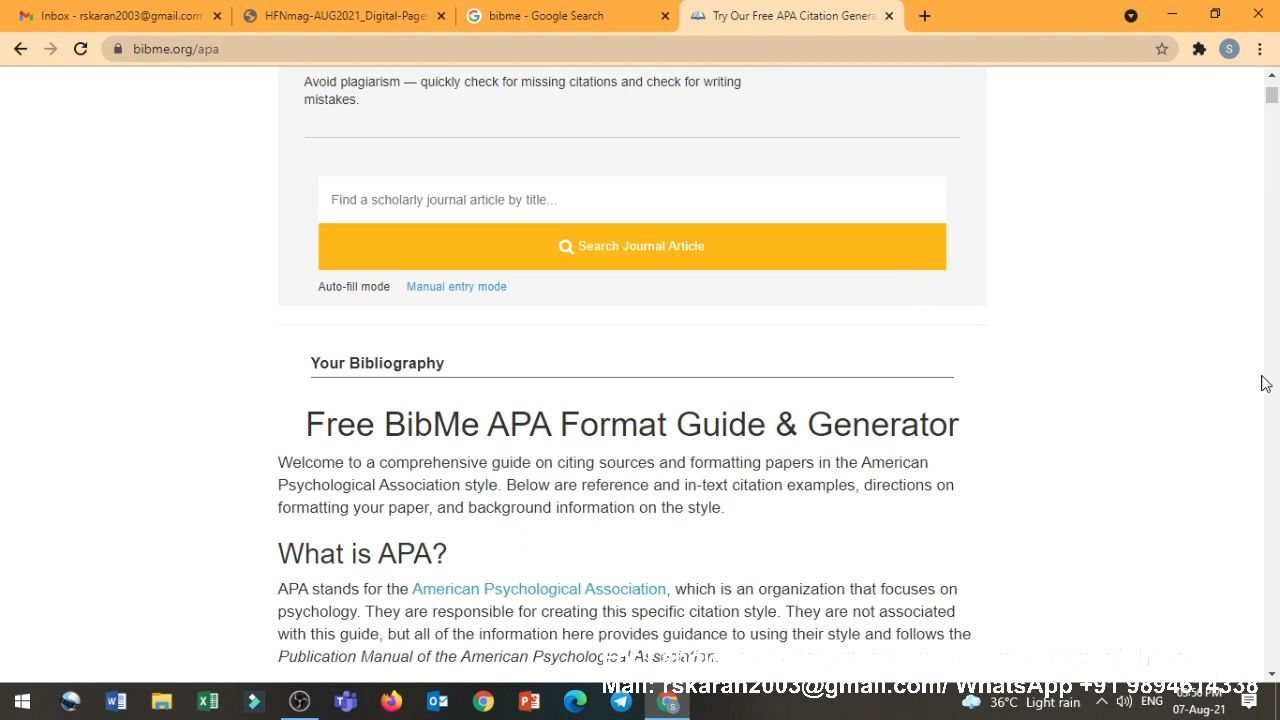 Inbox - rskaran2003@gmail.com
HFNmag-AUG2021_Digital-Page
bibme - Google Search
Try Our Free APA Citation Genera
bibme.org/apa
S
Avoid plagiarism — quickly check for missing citations and check for writing
mistakes.
Find a scholarly journal article by title...
Search Journal Article
Auto-fill mode Manual entry mode
Your Bibliography
Free BibMe APA Format Guide & Generator
Welcome to a comprehensive guide on citing sources and formatting papers in the American
Psychological Association style. Below are reference and in-text citation examples, directions on
formatting your paper, and background information on the style.
What is APA?
APA stands for the American Psychological Association, which is an organization that focuses on
psychology. They are responsible for creating this specific citation style. They are not associated
with this guide, but all of the information here provides guidance to using their style and follows the
Publication Manual of the American Psychological Association.
Mail: rskaran2003@gmail.com/ WhatsApp +91 9894614338
36°C Light rain
ENG
07-Aug-21